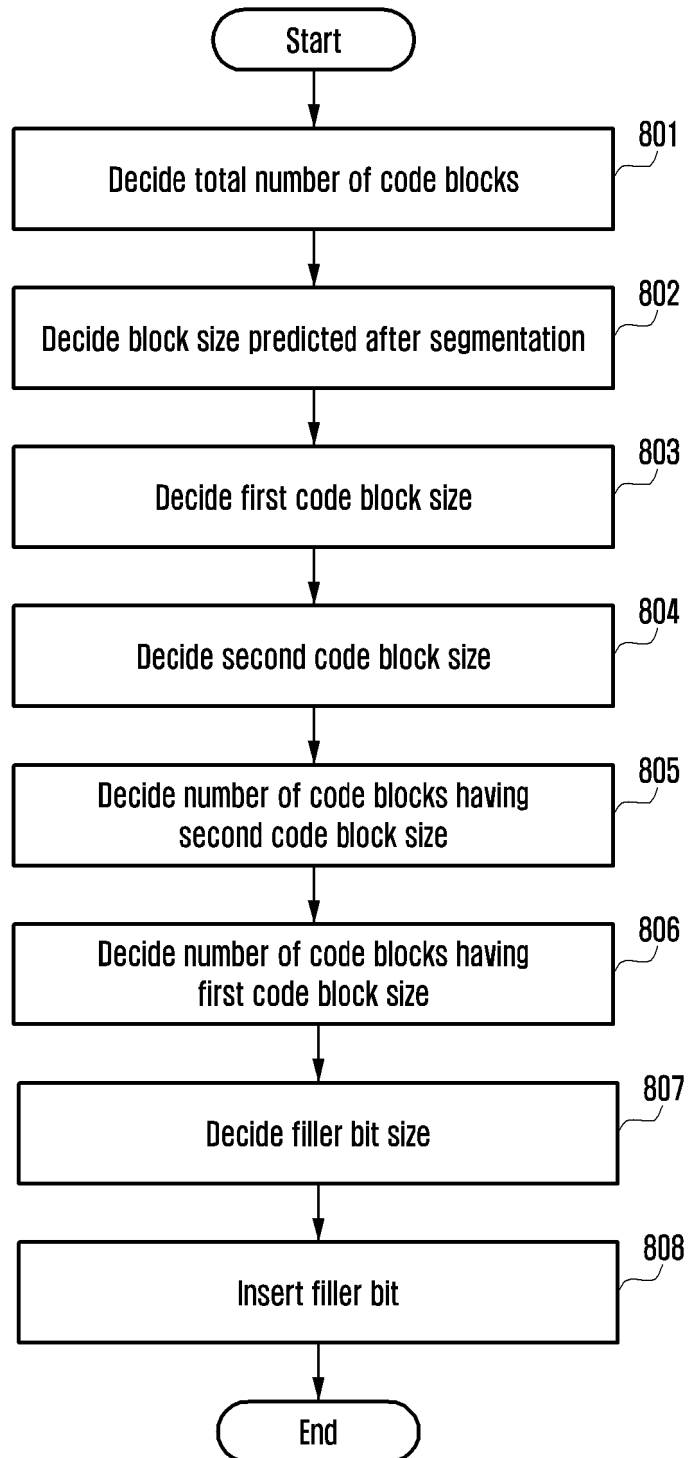 Start
801
Decide total number of code blocks
802
Decide block size predicted after segmentation
803
Decide first code block size
804
Decide second code block size
805
Decide number of code blocks having
second code block size
806
Decide number of code blocks having
first code block size
807
Decide filler bit size
808
Insert filler bit
End